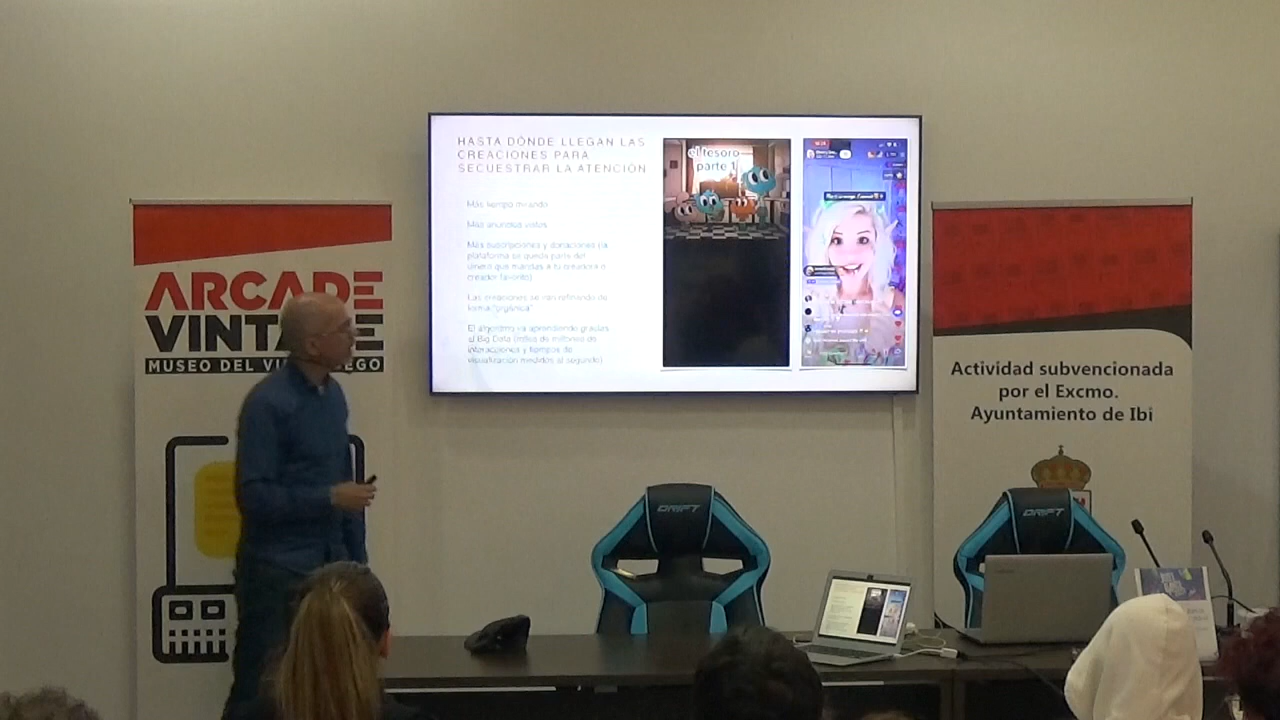 HASTA DÓNDE LLEGAN LAS
CREACIONES PARA
SECUESTRAR LA ATENCIÓN
Más tiempo mirando
Más anuncios vistos
Más suscripciones y donaciones (la
plataforma se queda parte del
dinero que mandas a tu creadora o
creador favorito)
Las creaciones se van refinando de
forma "orgánica"
El algoritmo va aprendiendo gracias
al Big Data (miles de millones de
interacciones y tiempos de
visualización medidos al segundo)
el tesoro
parte 1
ARCADE
VINTAGE
MUSEO DEL
Actividad subvencionada
por el Excmo.
Ayuntamiento de Ibi
DRIFT
DRIFT